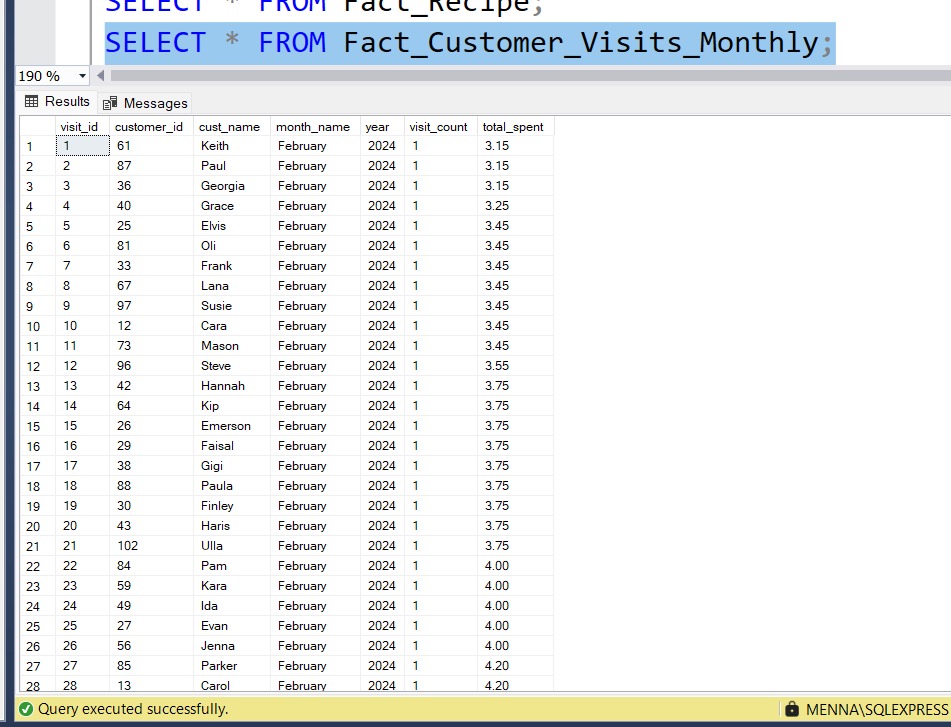 SELECT * FROM Fact_Recipe;
SELECT * FROM Fact_Customer_Visits_Monthly;
190 %
Results Messages
visit_id customer_id cust_name month_name year visit_count total_spent
1 1 61 Keith February 2024 1 3.15
2 2 87 Paul February 2024 1 3.15
3 3 36 Georgia February 2024 1 3.15
4 4 40 Grace February 2024 1 3.25
5 5 25 Elvis February 2024 1 3.45
6 6 81 Oli February 2024 1 3.45
7 7 33 Frank February 2024 1 3.45
8 8 67 Lana February 2024 1 3.45
9 9 97 Susie February 2024 1 3.45
10 10 12 Cara February 2024 1 3.45
11 11 73 Mason February 2024 1 3.45
12 12 96 Steve February 2024 1 3.55
13 13 42 Hannah February 2024 1 3.75
14 14 64 Kip February 2024 1 3.75
15 15 26 Emerson February 2024 1 3.75
16 16 29 Faisal February 2024 1 3.75
17 17 38 Gigi February 2024 1 3.75
18 18 88 Paula February 2024 1 3.75
19 19 30 Finley February 2024 1 3.75
20 20 43 Haris February 2024 1 3.75
21 21 102 Ulla February 2024 1 3.75
22 22 84 Pam February 2024 1 4.00
23 23 59 Kara February 2024 1 4.00
24 24 49 Ida February 2024 1 4.00
25 25 27 Evan February 2024 1 4.00
26 26 56 Jenna February 2024 1 4.00
27 27 85 Parker February 2024 1 4.20
28 28 13 Carol February 2024 1 4.20
Query executed successfully. MENNA\SQLEXPRESS